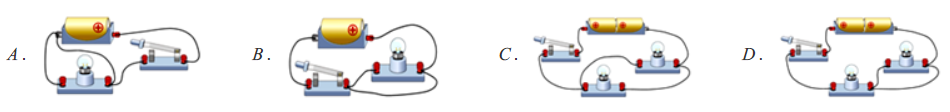 A . B . C . D .